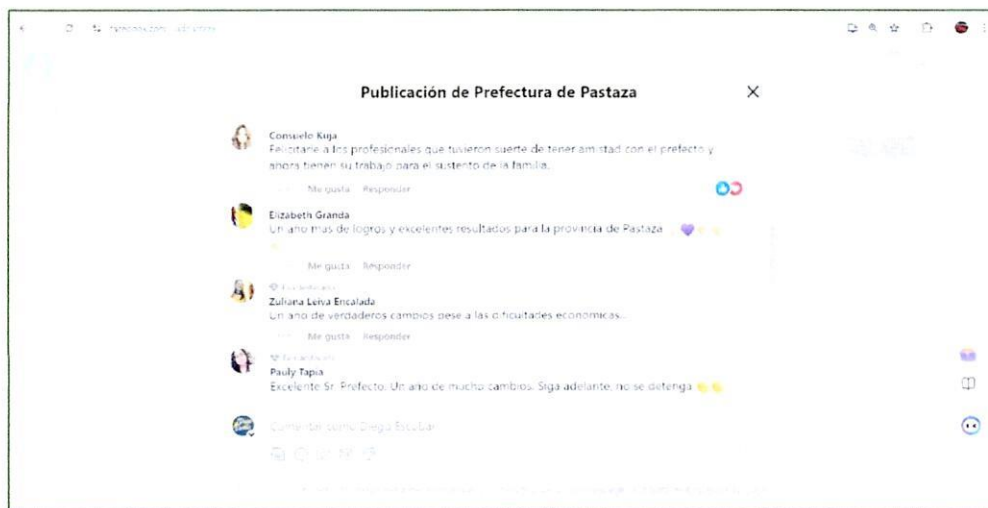 Publicación de Prefectura de Pastaza
Consuelo Kuja
Felicitarle a los profesionales que tuvieron suerte de tener amistad con el prefecto y
ahora tienen su trabajo para el sustento de la familia.
Me gusta Responder
Elizabeth Granda
Un año mas de logros y excelentes resultados para la provincia de Pastaza
Me gusta Responder
Zuliana Leiva Encalada
Un año de verdaderos cambios pese a las dificultades económicas...
Me gusta Responder
Pauly Tapia
Excelente Sr. Prefecto. Un año de mucho cambios. Siga adelante, no se detenga
Comentar como Diego Escobar